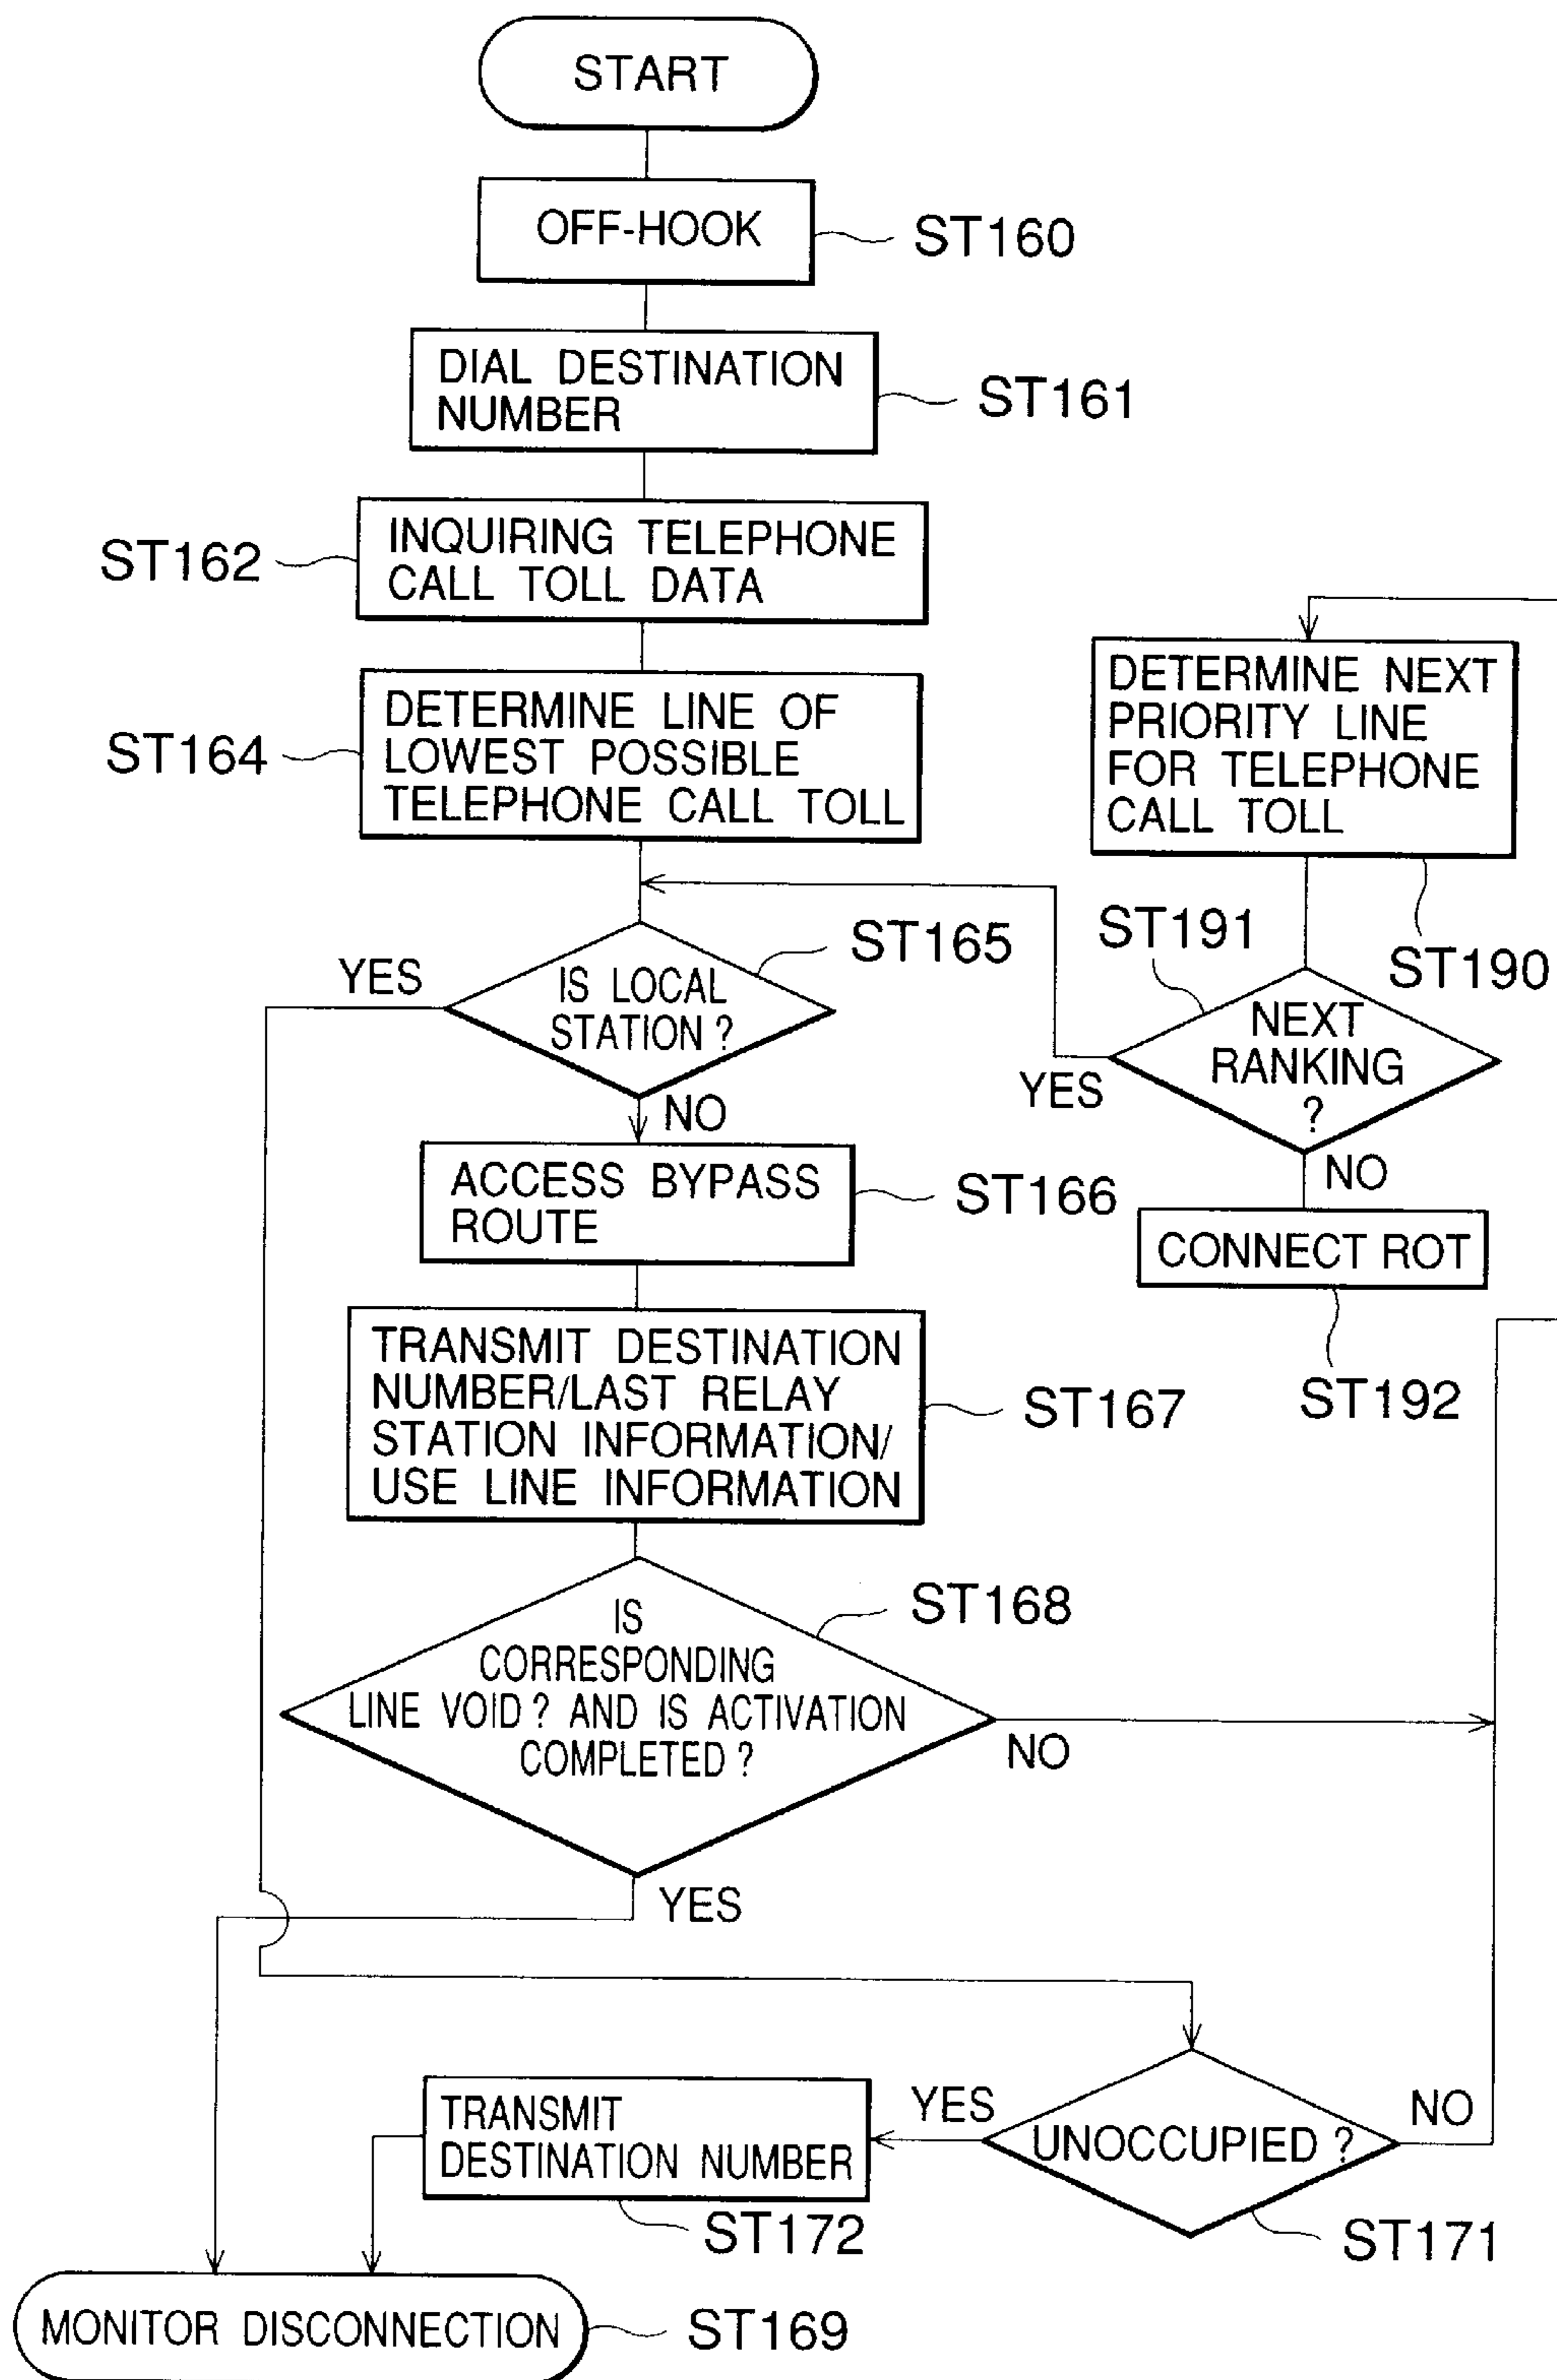 START
OFF-HOOK
ST160
DIAL DESTINATION
NUMBER
ST161
INQUIRING TELEPHONE
CALL TOLL DATA
ST162
DETERMINE LINE OF
LOWEST POSSIBLE
TELEPHONE CALL TOLL
ST164
DETERMINE NEXT
PRIORITY LINE
FOR TELEPHONE
CALL TOLL
ST190
IS LOCAL
STATION ?
ST165
YES
NO
NEXT
RANKING
?
ST191
YES
NO
ACCESS BYPASS
ROUTE
ST166
CONNECT ROT
ST192
TRANSMIT DESTINATION
NUMBER/LAST RELAY
STATION INFORMATION/
USE LINE INFORMATION
ST167
IS
CORRESPONDING
LINE VOID ? AND IS ACTIVATION
COMPLETED ?
ST168
NO
YES
UNOCCUPIED ?
ST171
YES
NO
TRANSMIT
DESTINATION NUMBER
ST172
MONITOR DISCONNECTION
ST169